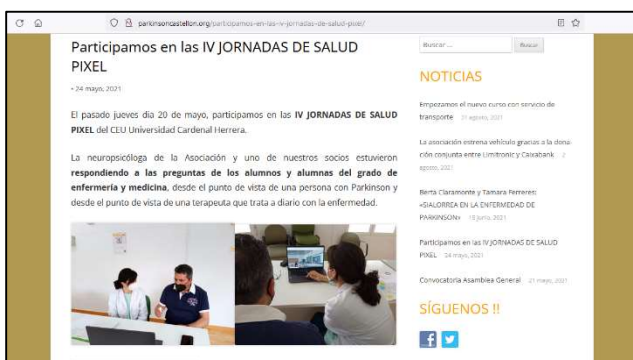 parkinsoncastellon.org/participamos-en-las-iv-jornadas-de-salud-pixel/
Participamos en las IV JORNADAS DE SALUD
PIXEL
• 24 mayo, 2021
El pasado jueves dia 20 de mayo, participamos en las IV JORNADAS DE SALUD
PIXEL del CEU Universidad Cardenal Herrera.
La neuropsicóloga de la Asociación y uno de nuestros socios estuvieron
respondiendo a las preguntas de los alumnos y alumnas del grado de
enfermería y medicina, desde el punto de vista de una persona con Parkinson y
desde el punto de vista de una terapeuta que trata a diario con la enfermedad.
Buscar ...
Buscar
NOTICIAS
Empezamos el nuevo curso con servicio de
transporte 31 agosto, 2021
La asociación estrena vehículo gracias a la dona
ción conjunta entre Limitronic y Caixabank 2
agosto, 2021
Berta Claramonte y Tamara Ferreres:
«SIALORREA EN LA ENFERMEDAD DE
PARKINSON» 15 junio, 2021
Participamos en las IV JORNADAS DE SALUD
PIXEL 24 mayo, 2021
Convocatoria Asamblea General 21 mayo, 2021
SÍGUENOS !!